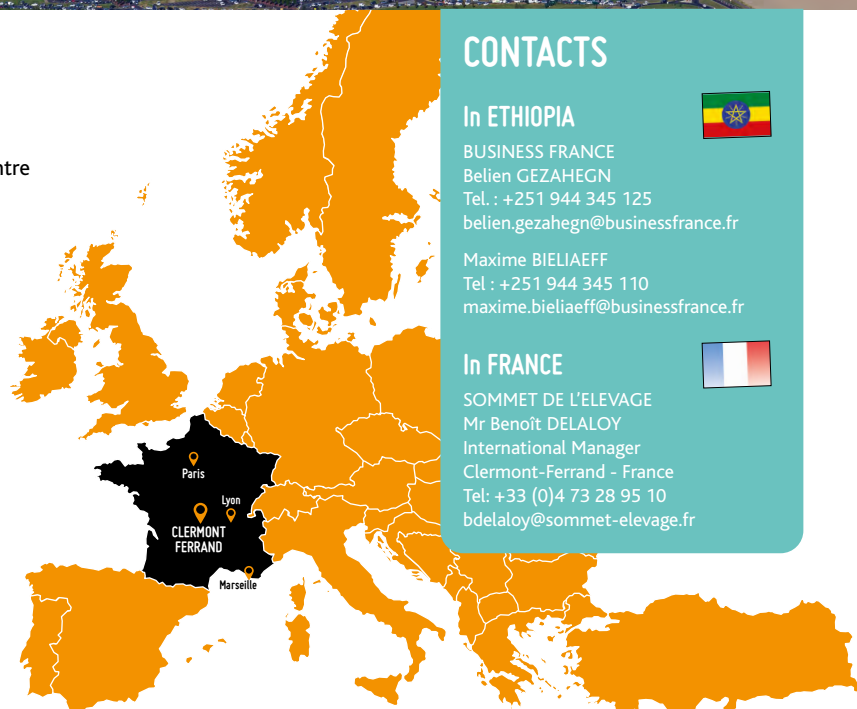 ntre
CONTACTS
In ETHIOPIA
BUSINESS FRANCE
Belien GEZAHEGN
Tel. : +251 944 345 125
belien.gezahegn@businessfrance.fr
Maxime BIELIAEFF
Tel : +251 944 345 110
maxime.bieliaeff@businessfrance.fr
In FRANCE
SOMMET DE L'ELEVAGE
Mr Benoît DELALOY
International Manager
Clermont-Ferrand - France
Tel: +33 (0)4 73 28 95 10
bdelaloy@sommet-elevage.fr
Paris
Lyon
CLERMONT
FERRAND
Marseille